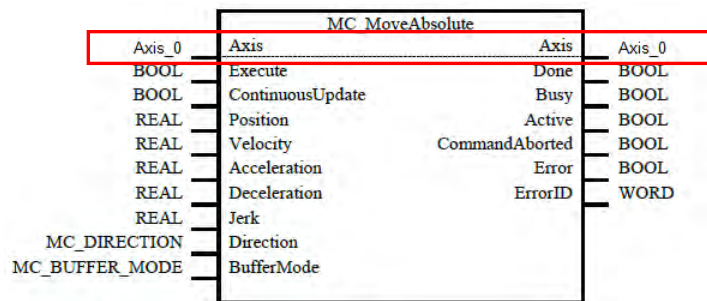 MC_MoveAbsolute
Axis_0 Axis Axis Axis_0
BOOL Execute Done BOOL
BOOL ContinuousUpdate Busy BOOL
REAL Position Active BOOL
REAL Velocity CommandAborted BOOL
REAL Acceleration Error BOOL
REAL Deceleration ErrorID WORD
REAL Jerk
MC_DIRECTION Direction
MC_BUFFER_MODE BufferMode